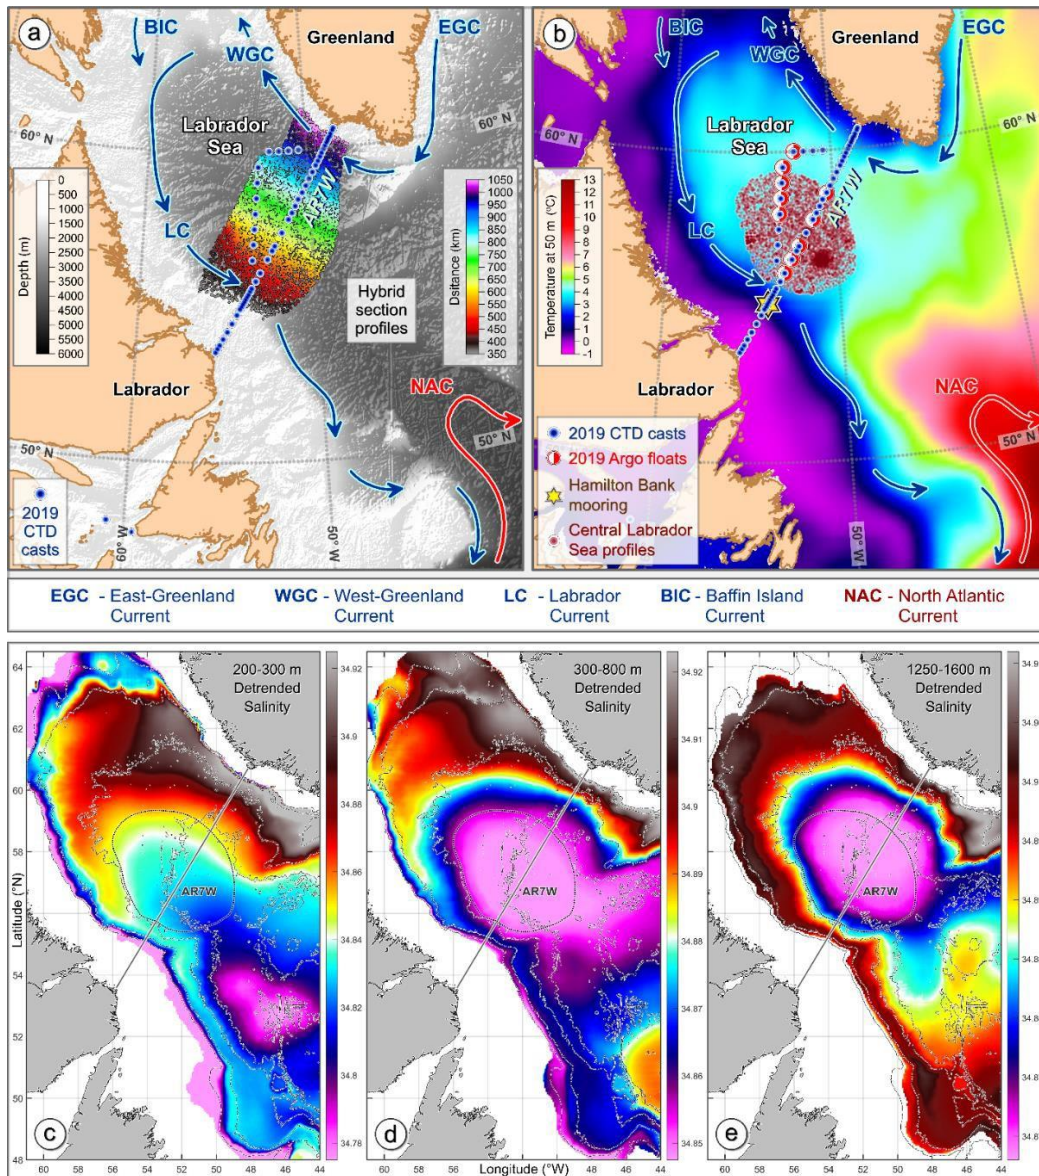 a
BIC
WGC
Greenland
EGC
60° N
60° N
Labrador
Sea
AR7W
LC
Depth (m)
0
500
1000
2000
3000
4000
5000
6000
Dsitance (km)
1050
1000
950
900
850
800
750
700
650
600
550
500
450
400
350
Hybrid
section profiles
Labrador
NAC
50° N
50° N
50° W
60° W
2019
CTD
casts
b
BIC
WGC
Greenland
EGC
60° N
60° N
Labrador
Sea
AR7W
LC
Temperature at 50 m (°C)
13
12
11
10
9
8
7
6
5
4
3
2
1
0
-1
Labrador
NAC
50° N
50° W
2019 CTD casts
2019 Argo floats
Hamilton Bank
mooring
Central Labrador
Sea profiles
EGC - East-Greenland Current
WGC - West-Greenland Current
LC - Labrador Current
BIC - Baffin Island Current
NAC - North Atlantic Current
200-300 m
Detrended
Salinity
AR7W
Latitude (°N)
64
62
60
58
56
54
52
50
48
60 58 56 54 52 50 48 46 44
34.92
34.9
34.88
34.86
34.84
34.82
34.8
34.78
c
300-800 m
Detrended
Salinity
AR7W
60 58 56 54 52 50 48 46 44
34.92
34.91
34.9
34.89
34.88
34.87
34.86
34.85
d
Longitude (°W)
1250-1600 m
Detrended
Salinity
AR7W
60 58 56 54 52 50 48 46 44
e